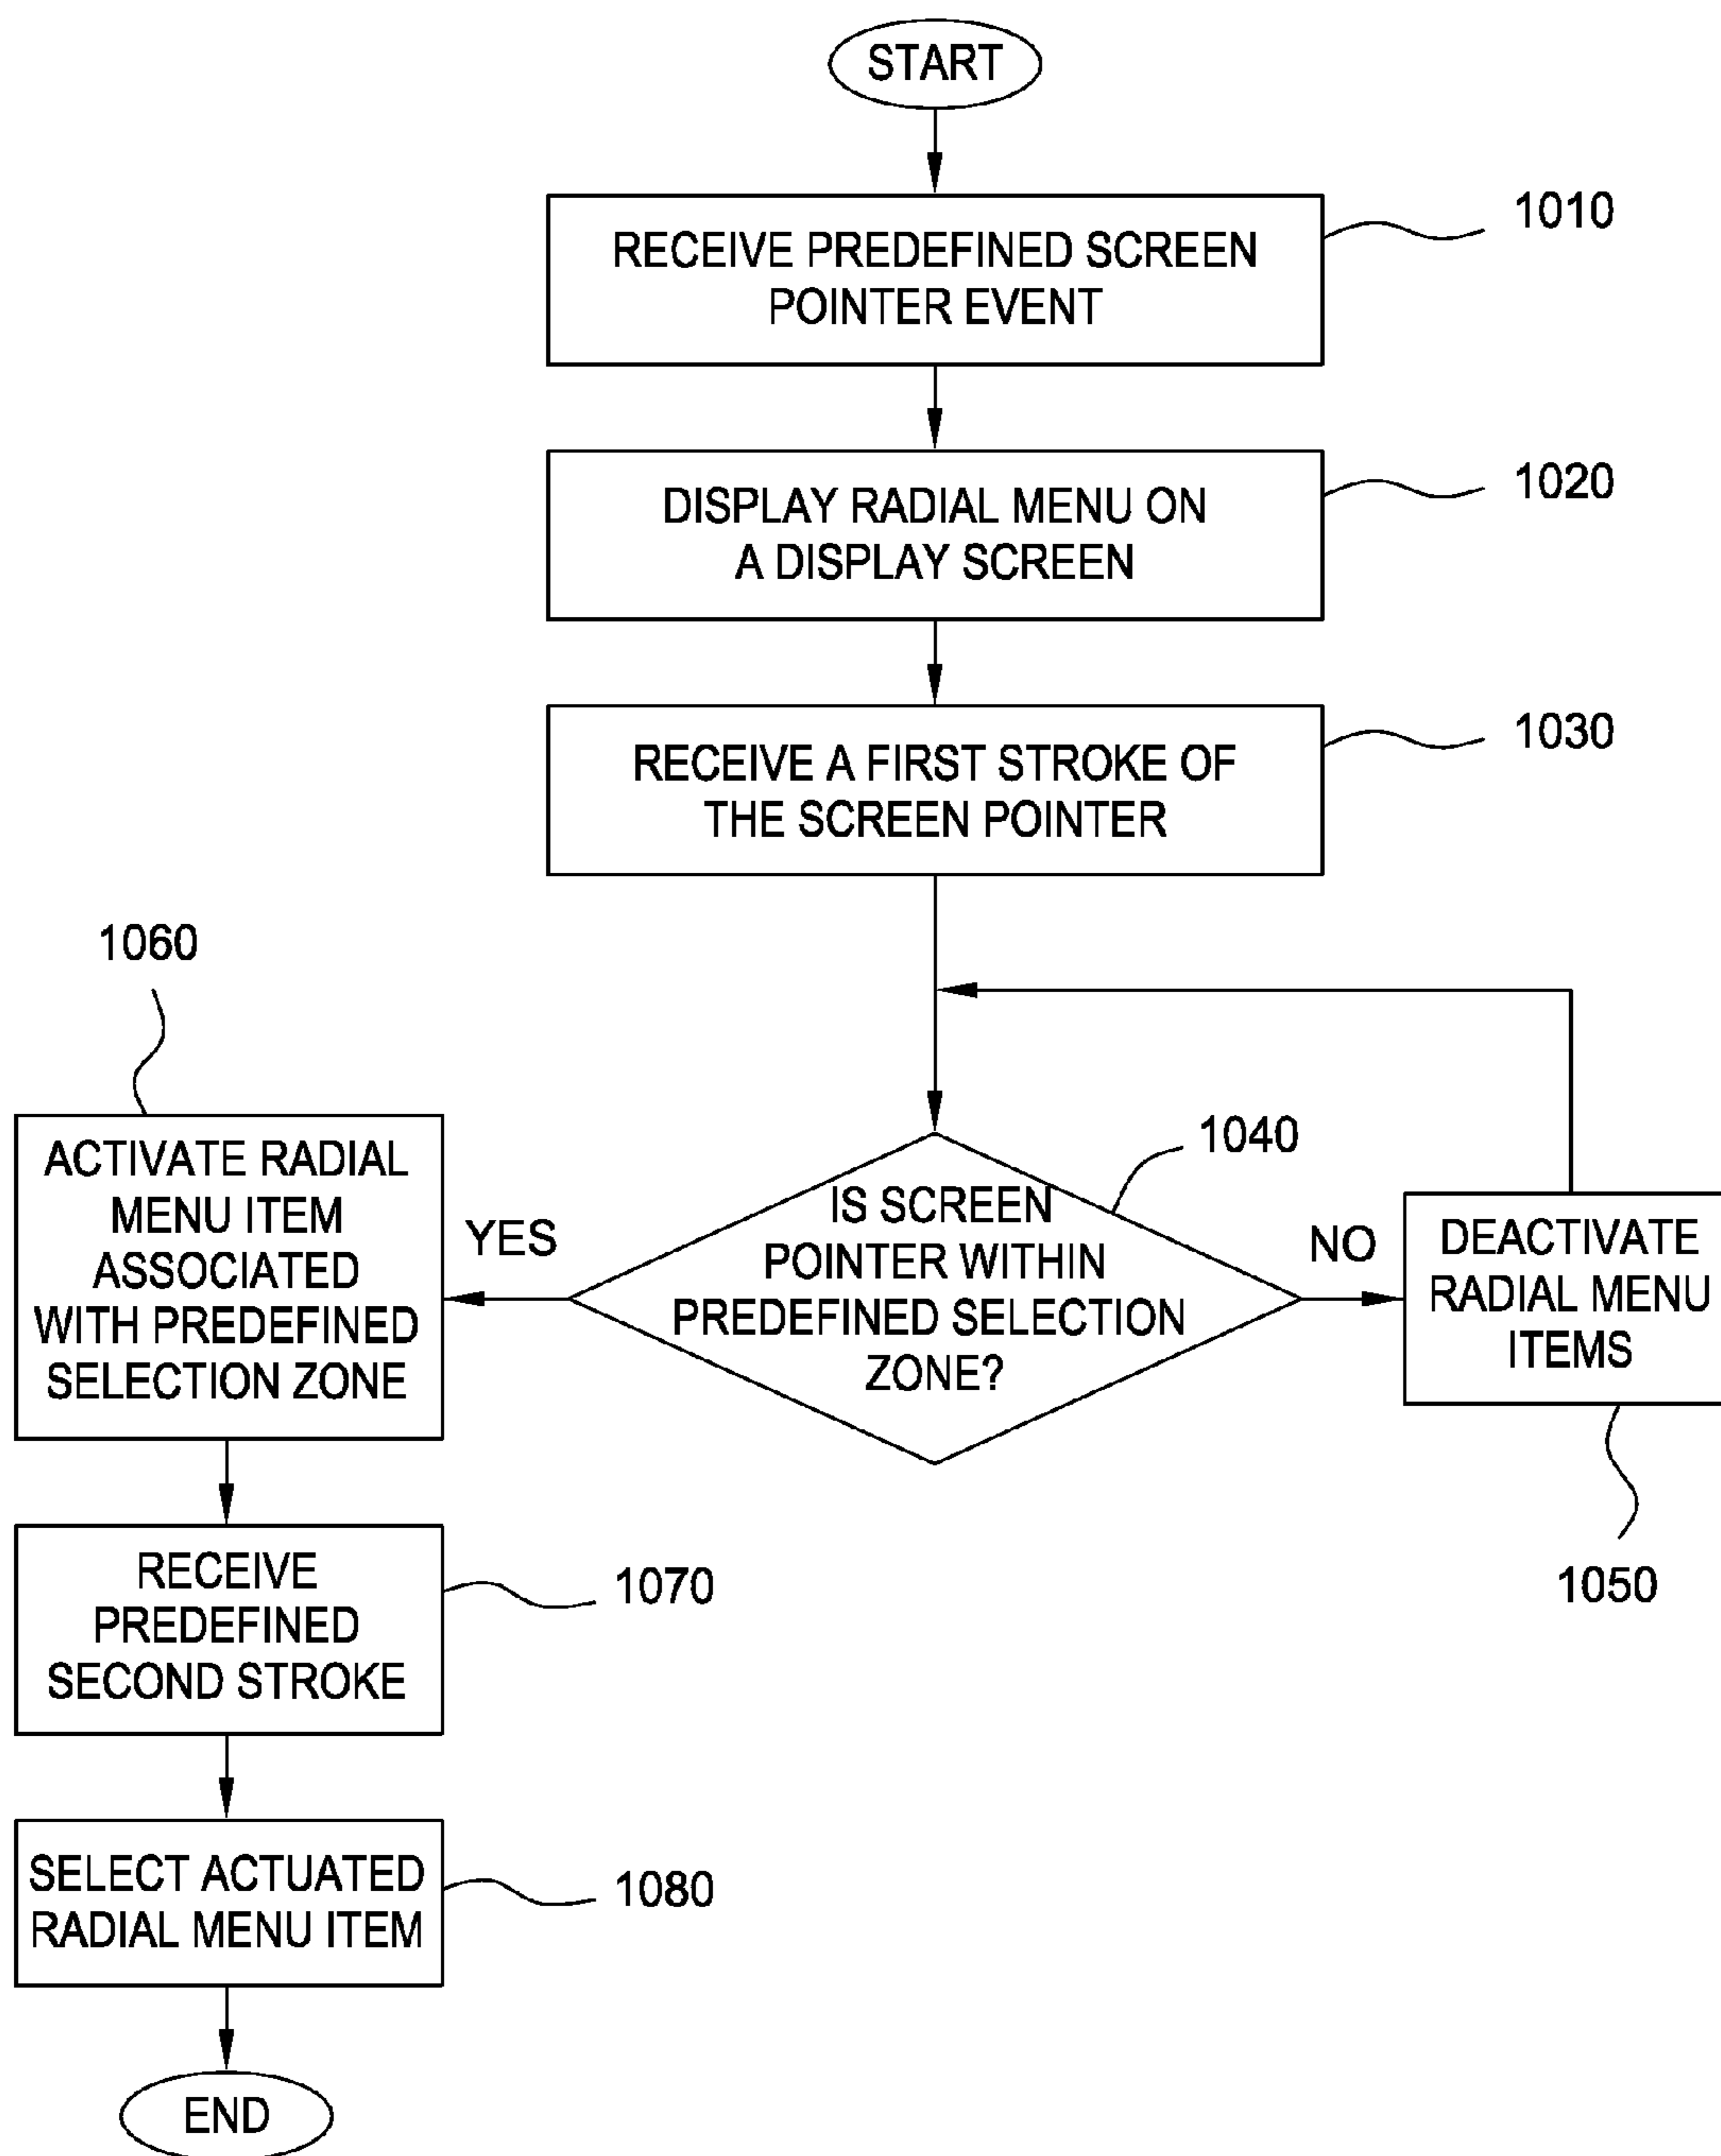 START
RECEIVE PREDEFINED SCREEN
POINTER EVENT
1010
DISPLAY RADIAL MENU ON
A DISPLAY SCREEN
1020
RECEIVE A FIRST STROKE OF
THE SCREEN POINTER
1030
IS SCREEN
POINTER WITHIN
PREDEFINED SELECTION
ZONE?
1040
NO
DEACTIVATE
RADIAL MENU
ITEMS
1050
YES
1060
ACTIVATE RADIAL
MENU ITEM
ASSOCIATED
WITH PREDEFINED
SELECTION ZONE
RECEIVE
PREDEFINED
SECOND STROKE
1070
SELECT ACTUATED
RADIAL MENU ITEM
1080
END